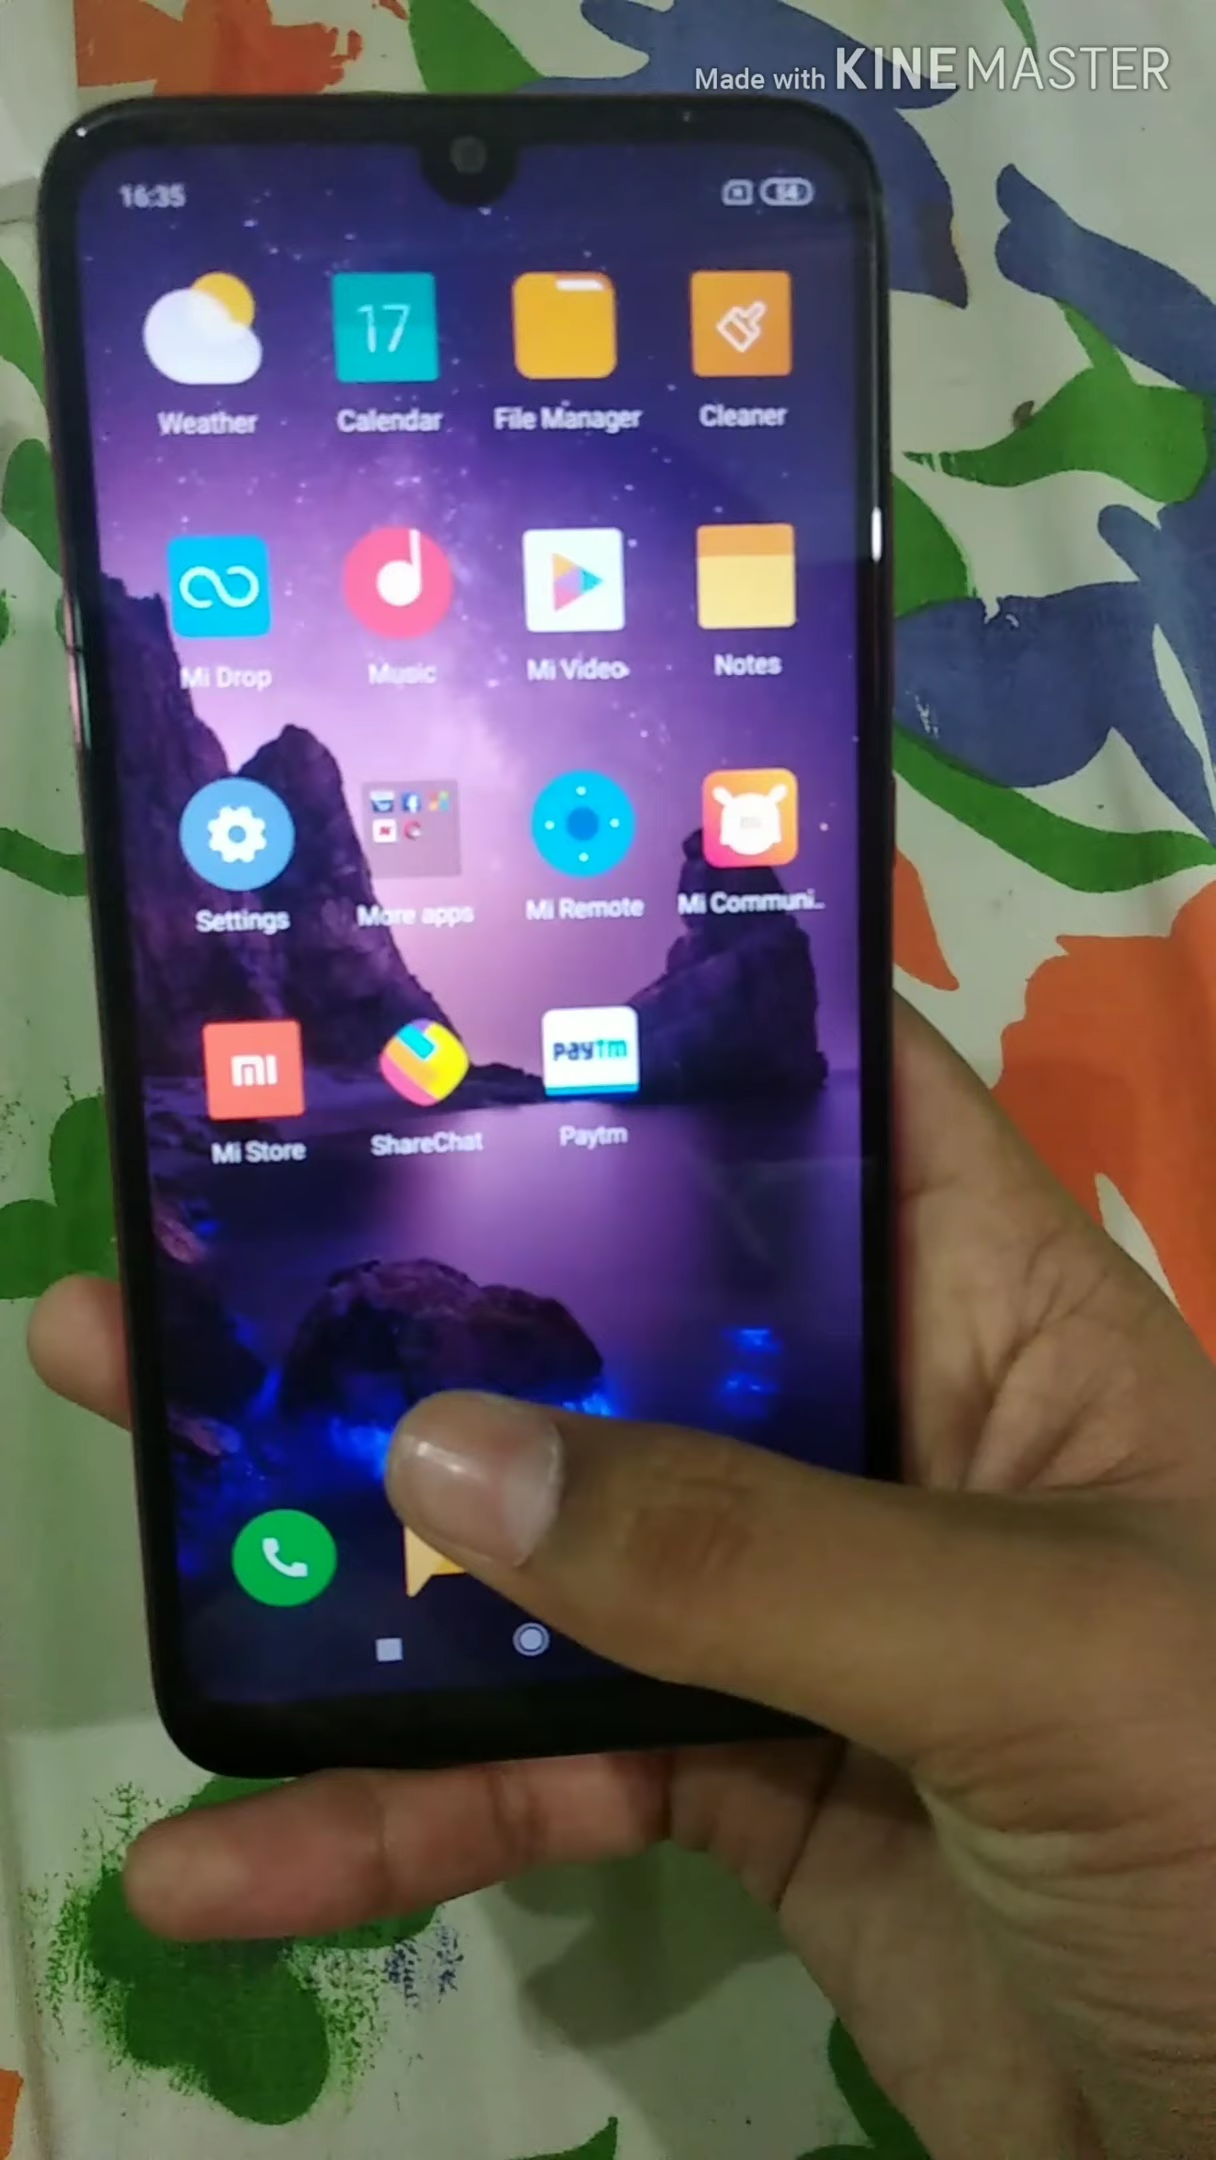 Made with KINEMASTER
16:35
54
17
Weather
Calendar
File Manager
Cleaner
Mi Drop
Music
Mi Video
Notes
Settings
More apps
Mi Remote
Mi Communi..
mi
paytm
Mi Store
ShareChat
Paytm